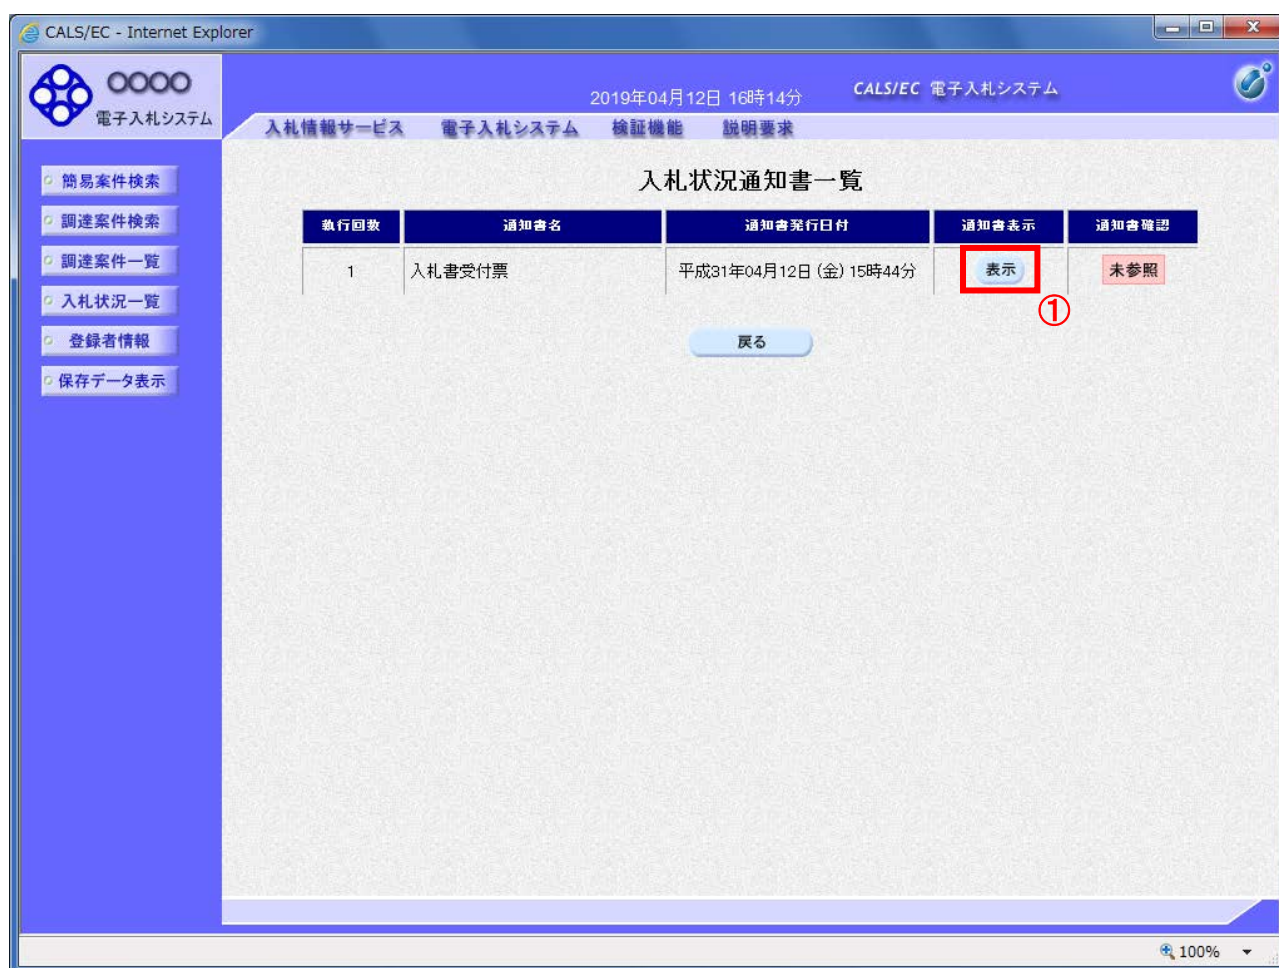 CALS/EC - Internet Explorer
○○○○
電子入札システム
2019年04月12日 16時14分
CALS/EC 電子入札システム
入札情報サービス 電子入札システム 検証機能 説明要求
簡易案件検索
調達案件検索
調達案件一覧
入札状況一覧
登録者情報
保存データ表示
入札状況通知書一覧
執行回数 通知書名 通知書発行日付 通知書表示 通知書確認
1 入札書受付票 平成31年04月12日 (金) 15時44分 表示 未参照
①
戻る
100%